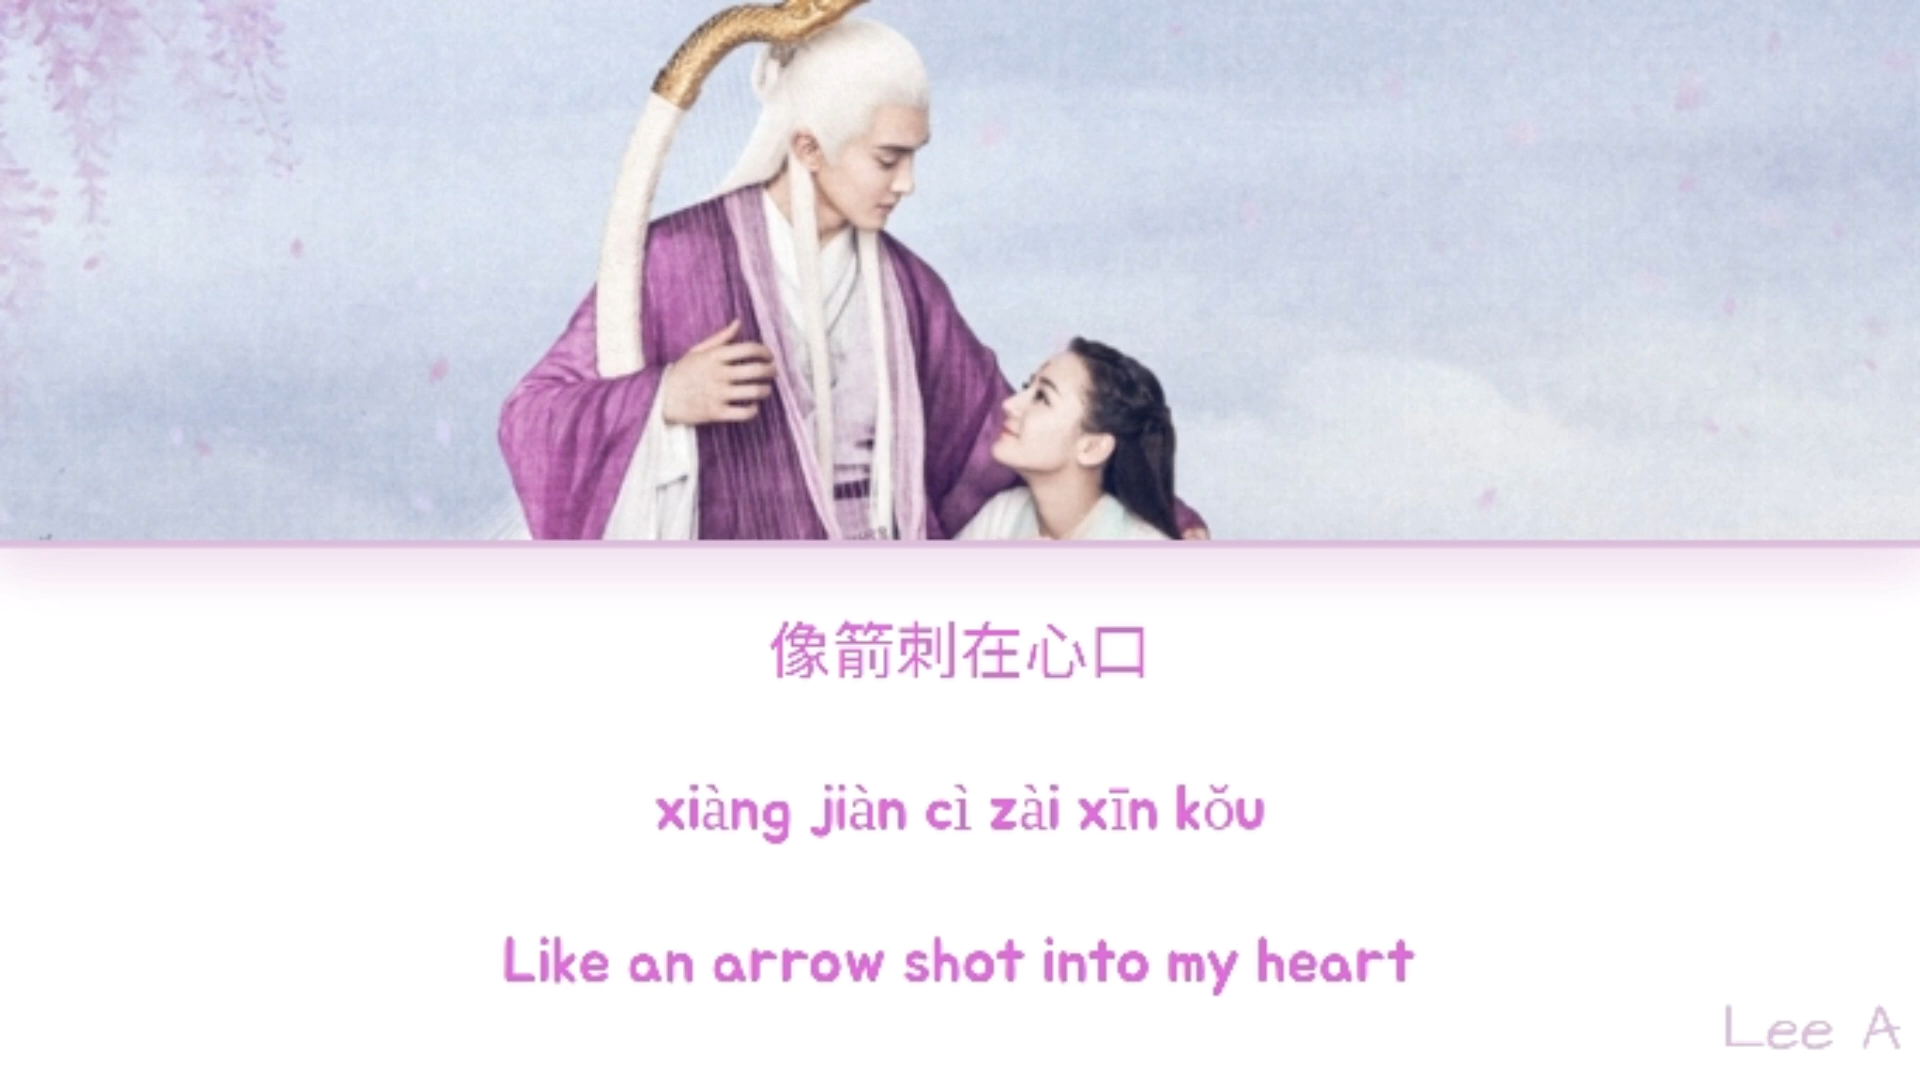 像箭刺在心口
xiàng jiàn cì zài xīn kǒu
Like an arrow shot into my heart
Lee A